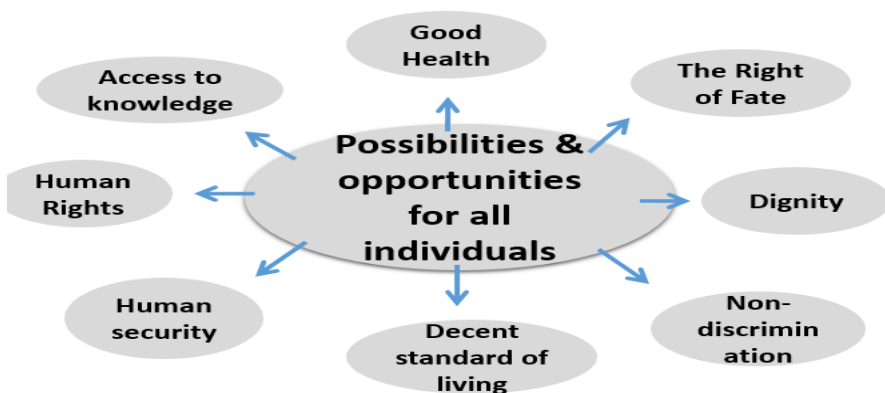 Good
Health
Access to
knowledge
The Right
of Fate
Possibilities &
opportunities
for all
individuals
Human
Rights
Dignity
Human
security
Decent
standard of
living
Non-
discrimin
ation